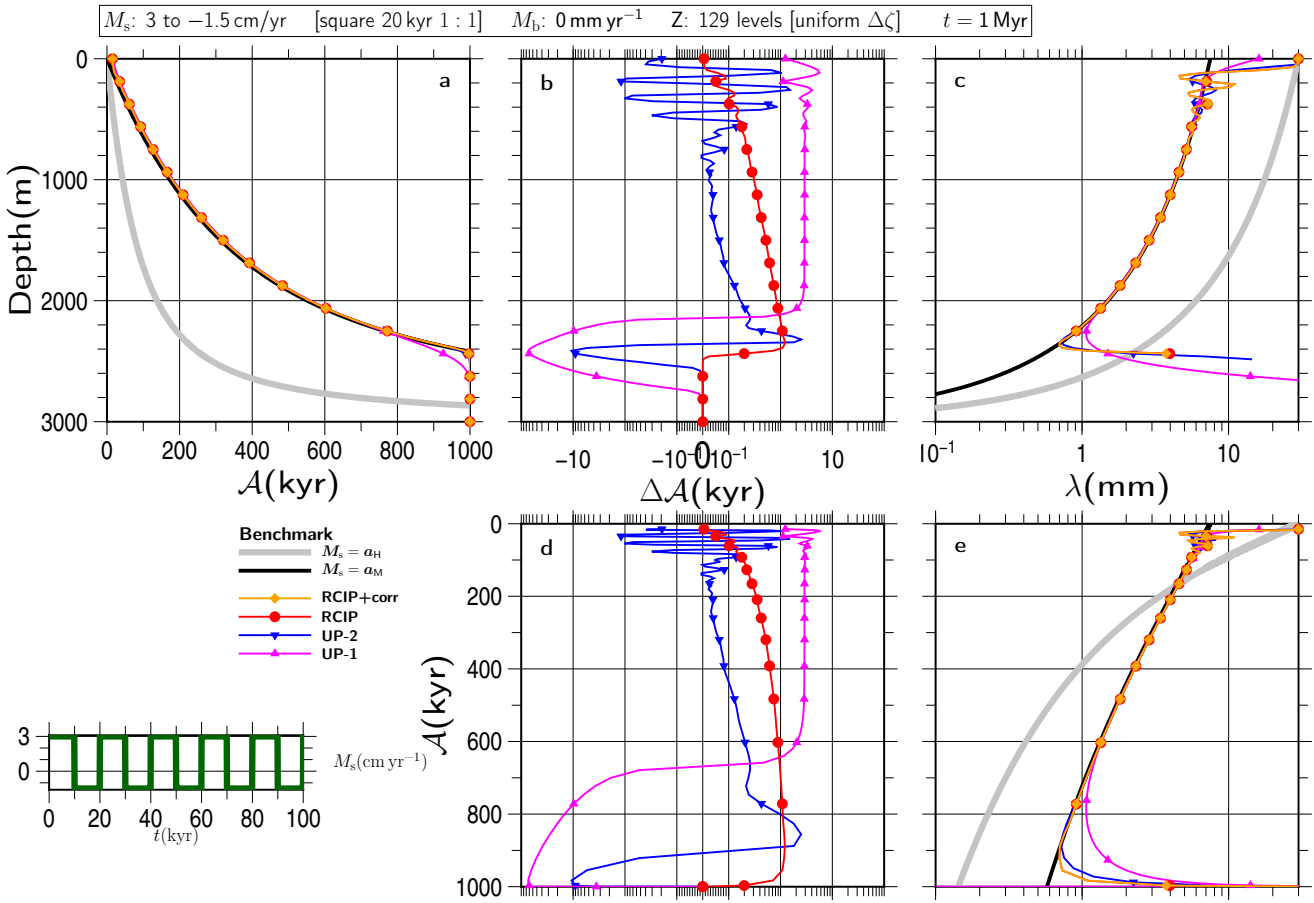 Mₛ: 3 to −1.5 cm/yr [square 20 kyr 1 : 1] M_b: 0 mm yr⁻¹ Z: 129 levels [uniform Δζ] t = 1 Myr
0 a b c
1000
2000
3000
Depth(m)
0 200 400 600 800 1000
𝒜(kyr)
−10 −10⁻¹ 0 10⁻¹ 10
Δ𝒜(kyr)
10⁻¹ 1 10
λ(mm)
0 d e
200
400
600
800
1000
𝒜(kyr)
Benchmark
Mₛ = a_H
Mₛ = a_M
RCIP+corr
RCIP
UP-2
UP-1
3
0
Mₛ(cm yr⁻¹)
0 20 40 60 80 100
t(kyr)